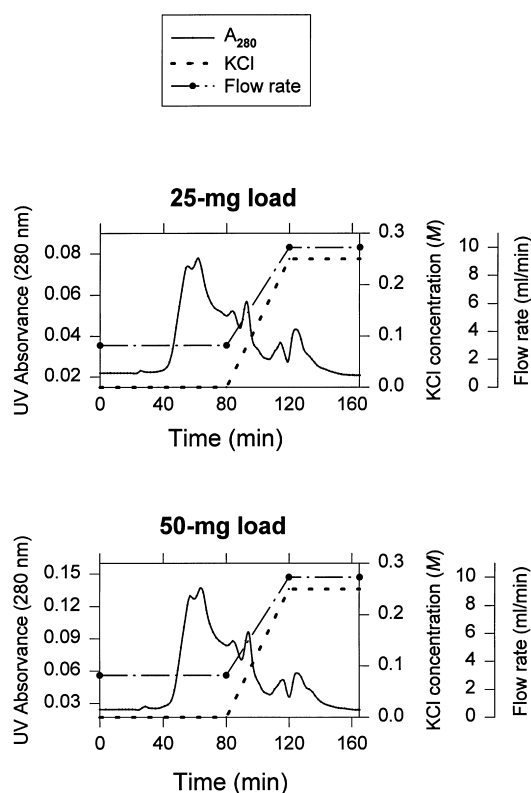 A280
KCl
Flow rate
25-mg load
UV Absorvance (280 nm)
0.08
0.06
0.04
0.02
0.3
0.2
0.1
0.0
KCl concentration (M)
10
8
6
4
2
0
Flow rate (ml/min)
0 40 80 120 160
Time (min)
50-mg load
UV Absorvance (280 nm)
0.15
0.12
0.09
0.06
0.03
0.3
0.2
0.1
0.0
KCl concentration (M)
10
8
6
4
2
0
Flow rate (ml/min)
0 40 80 120 160
Time (min)